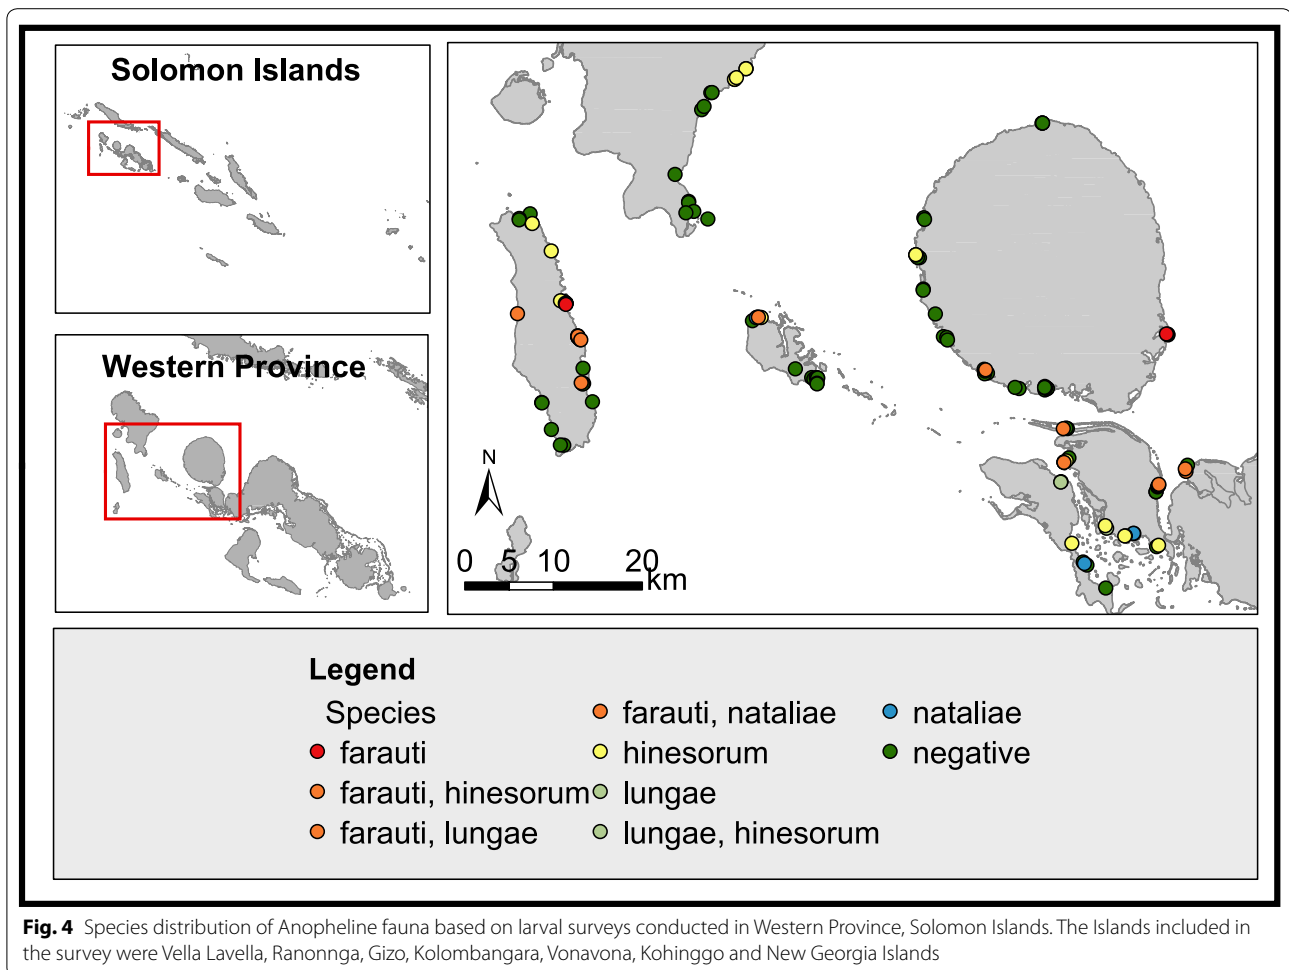 Solomon Islands
Western Province
N
0 5 10 20
km
Legend
Species
farauti
farauti, hinesorum
farauti, lungae
farauti, nataliae
hinesorum
lungae
lungae, hinesorum
nataliae
negative
Fig. 4 Species distribution of Anopheline fauna based on larval surveys conducted in Western Province, Solomon Islands. The Islands included in
the survey were Vella Lavella, Ranonnga, Gizo, Kolombangara, Vonavona, Kohinggo and New Georgia Islands